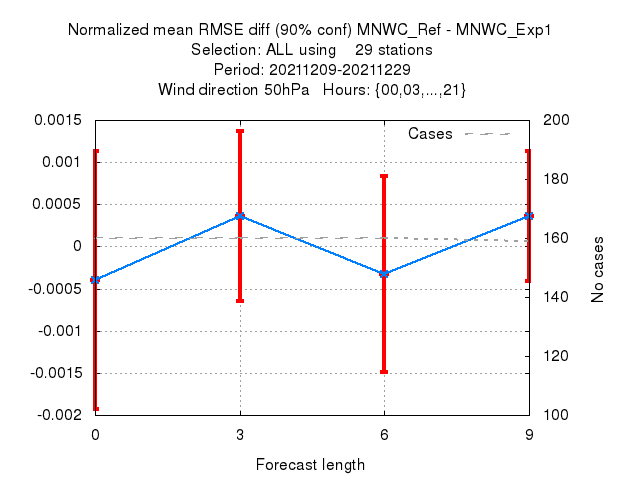 Normalized mean RMSE diff (90% conf) MNWC_Ref - MNWC_Exp1
Selection: ALL using 29 stations
Period: 20211209-20211229
Wind direction 50hPa Hours: {00,03,...,21}
Cases
0.0015
0.001
0.0005
0
-0.0005
-0.001
-0.0015
-0.002
200
180
160
140
120
100
No cases
0 3 6 9
Forecast length